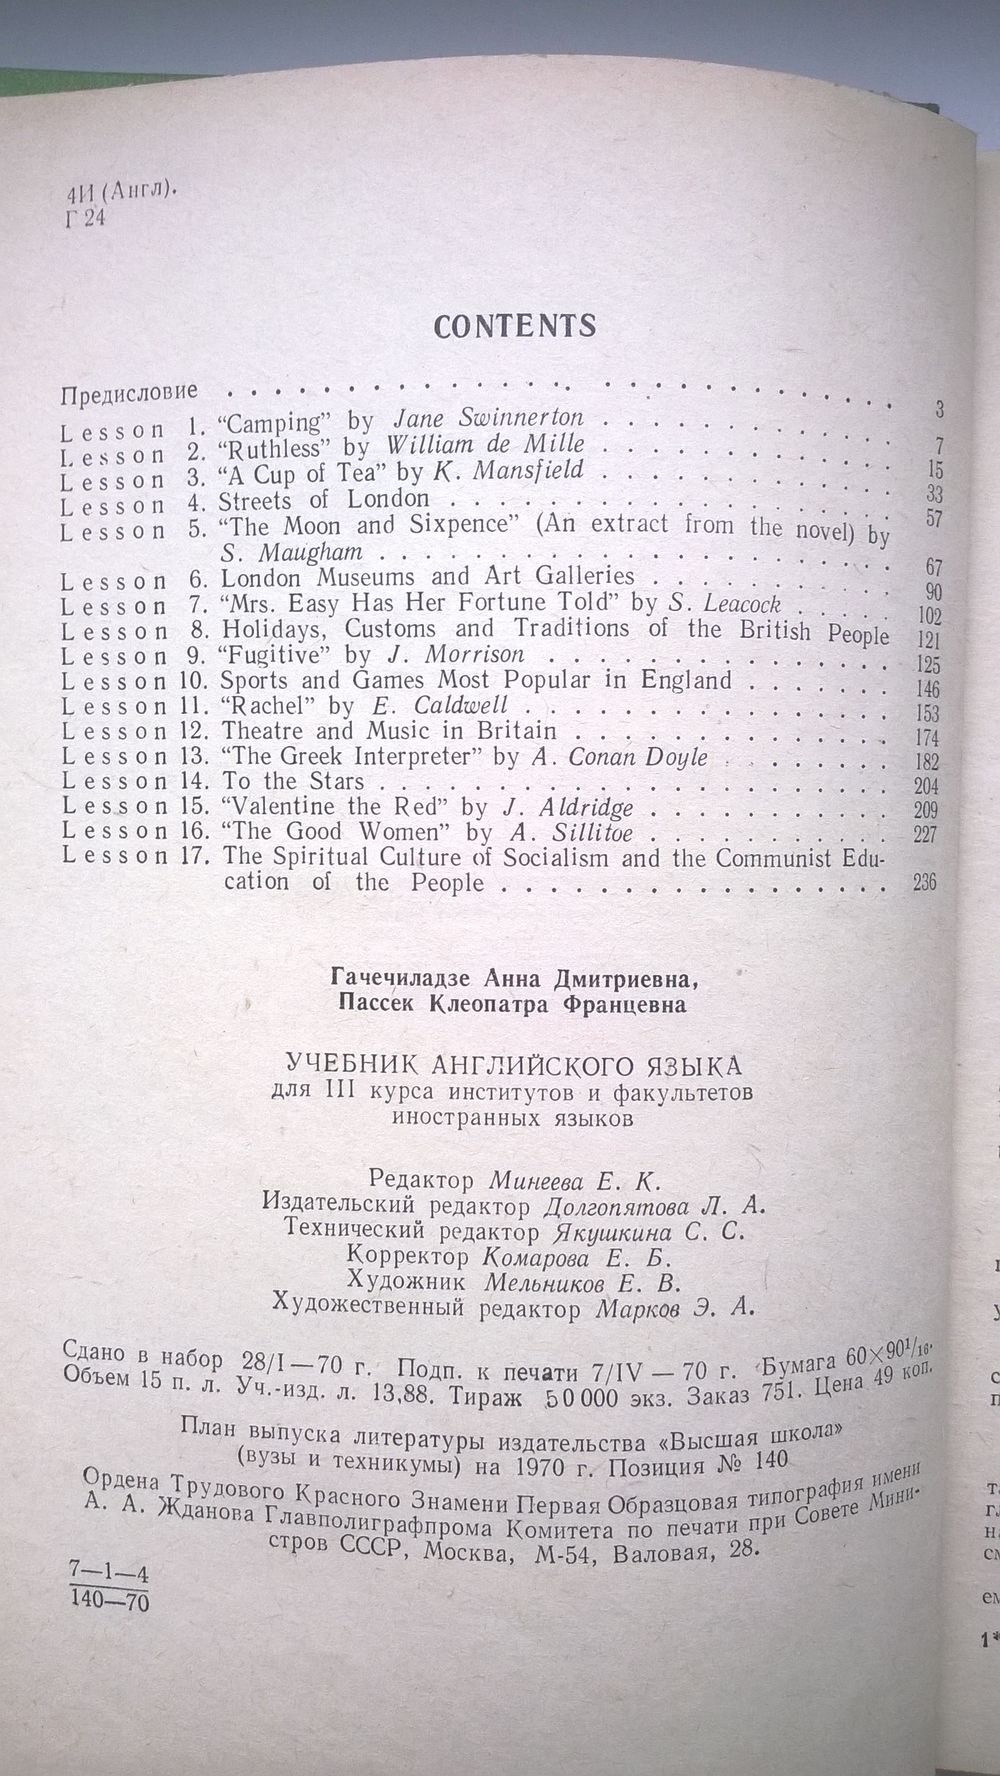 4И (Англ).
Г 24
CONTENTS
Предисловие . . . . . . . . . . . . . . . . . . . . . . . . 3
Lesson 1. “Camping” by Jane Swinnerton . . . . . . . . . . . 7
Lesson 2. “Ruthless” by William de Mille . . . . . . . . . . . 15
Lesson 3. “A Cup of Tea” by K. Mansfield . . . . . . . . . . . 33
Lesson 4. Streets of London . . . . . . . . . . . . . . . . 57
Lesson 5. “The Moon and Sixpence” (An extract from the novel) by
S. Maugham . . . . . . . . . . . . . . . . . . 67
Lesson 6. London Museums and Art Galleries . . . . . . . . . 90
Lesson 7. “Mrs. Easy Has Her Fortune Told” by S. Leacock . . . . . 102
Lesson 8. Holidays, Customs and Traditions of the British People 121
Lesson 9. “Fugitive” by J. Morrison . . . . . . . . . . . . . 125
Lesson 10. Sports and Games Most Popular in England . . . . . . . 146
Lesson 11. “Rachel” by E. Caldwell . . . . . . . . . . . . . . 153
Lesson 12. Theatre and Music in Britain . . . . . . . . . . . . 174
Lesson 13. “The Greek Interpreter” by A. Conan Doyle . . . . . . . 182
Lesson 14. To the Stars . . . . . . . . . . . . . . . . . . . 204
Lesson 15. “Valentine the Red” by J. Aldridge . . . . . . . . . . 209
Lesson 16. “The Good Women” by A. Sillitoe . . . . . . . . . . 227
Lesson 17. The Spiritual Culture of Socialism and the Communist Edu-
cation of the People . . . . . . . . . . . . . . . . 236
Гачечиладзе Анна Дмитриевна,
Пассек Клеопатра Францевна
УЧЕБНИК АНГЛИЙСКОГО ЯЗЫКА
для III курса институтов и факультетов
иностранных языков
Редактор Минеева Е. К.
Издательский редактор Долгопятова Л. А.
Технический редактор Якушкина С. С.
Корректор Комарова Е. Б.
Художник Мельников Е. В.
Художественный редактор Марков Э. А.
Сдано в набор 28/I—70 г. Подп. к печати 7/IV — 70 г. Бумага 60×90¹/₁₆.
Объем 15 п. л. Уч.-изд. л. 13,88. Тираж 50 000 экз. Заказ 751. Цена 49 коп.
План выпуска литературы издательства «Высшая школа»
(вузы и техникумы) на 1970 г. Позиция № 140
Ордена Трудового Красного Знамени Первая Образцовая типография имени
А. А. Жданова Главполиграфпрома Комитета по печати при Совете Мини-
стров СССР, Москва, М-54, Валовая, 28.
7—1—4
140—70
1*